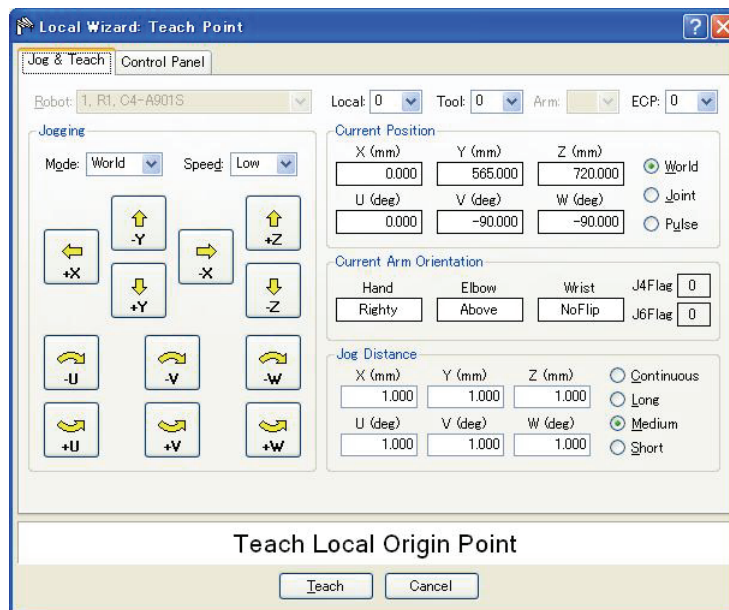 Local Wizard: Teach Point
Jog & Teach
Control Panel
Robot: 1, R1, C4-A901S
Local: 0
Tool: 0
Arm:
ECP: 0
Jogging
Mode: World
Speed: Low
-Y
+Z
+X
-X
+Y
-Z
-U
-V
-W
+U
+V
+W
Current Position
X (mm) Y (mm) Z (mm)
0.000 565.000 720.000
U (deg) V (deg) W (deg)
0.000 -90.000 -90.000
World
Joint
Pulse
Current Arm Orientation
Hand Elbow Wrist
Righty Above NoFlip
J4Flag 0
J6Flag 0
Jog Distance
X (mm) Y (mm) Z (mm)
1.000 1.000 1.000
U (deg) V (deg) W (deg)
1.000 1.000 1.000
Continuous
Long
Medium
Short
Teach Local Origin Point
Teach
Cancel